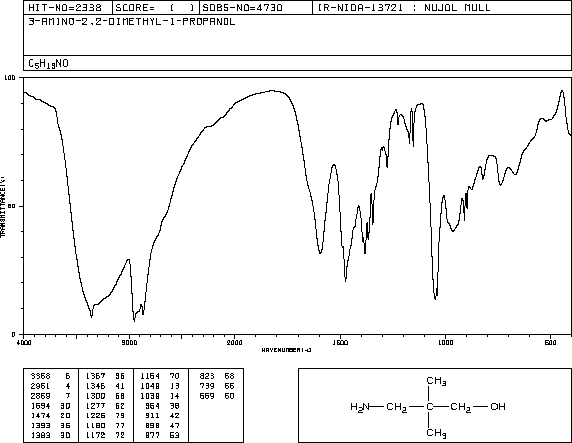 HIT-NO=2338 SCORE= ( ) SDBS-NO=4730 IR-NIDA-13721 : NUJOL MULL
3-AMINO-2,2-DIMETHYL-1-PROPANOL
C5H13NO
100
TRANSMITTANCE(%)
50
0
4000 3000 2000 1500 1000 500
WAVENUMBER(-1)
3358 6 1367 36 1164 70 823 58
2951 4 1346 41 1048 13 739 55
2869 7 1300 68 1038 14 669 60
1694 30 1277 62 964 38
1474 20 1226 79 911 42
1393 36 1180 77 898 47
1383 30 1172 72 877 53
CH3
H2N CH2 C CH2 OH
CH3